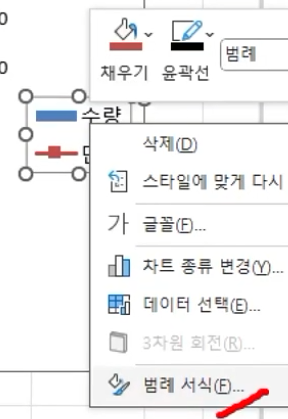 0
0
채우기
윤곽선
범례
수량
삭제(D)
스타일에 맞게 다시
가 글꼴(F)...
차트 종류 변경(Y)...
데이터 선택(E)...
3차원 회전(R)...
범례 서식(F)...